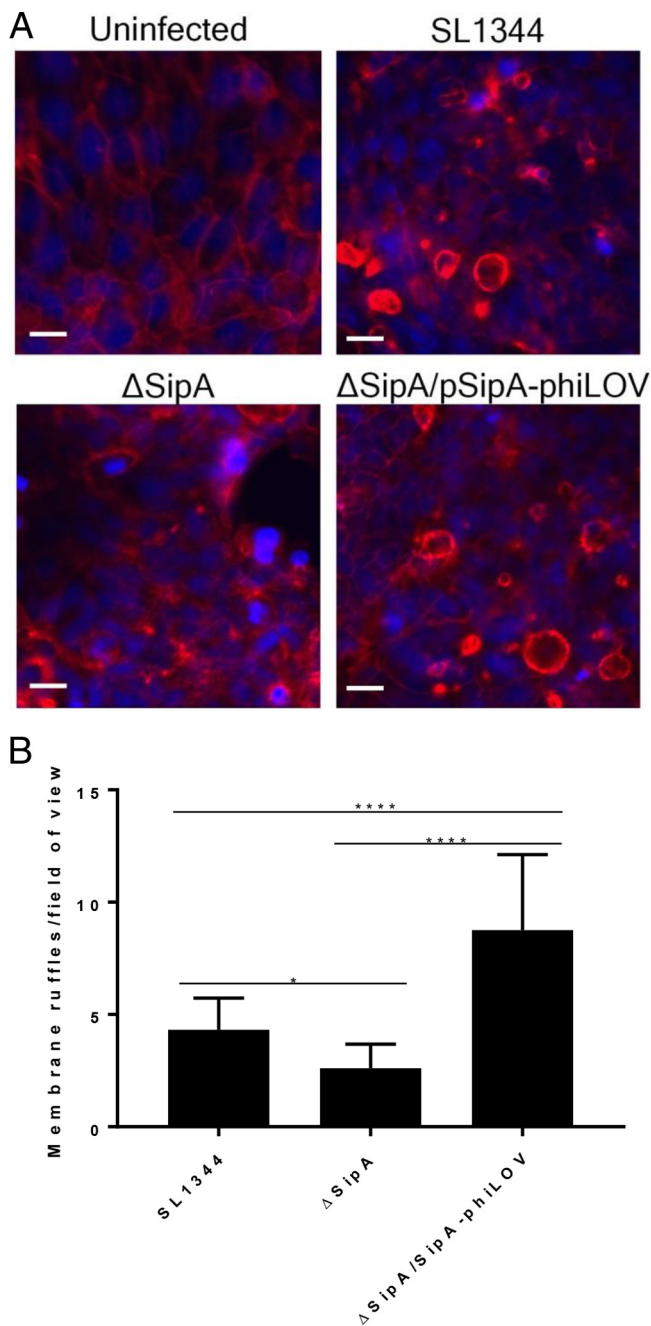 A
Uninfected
SL1344
ΔSipA
ΔSipA/pSipA-phiLOV
B
Membrane ruffles/field of view
15
10
5
0
****
****
*
SL1344
ΔSipA
ΔSipA/SipA-phiLOV